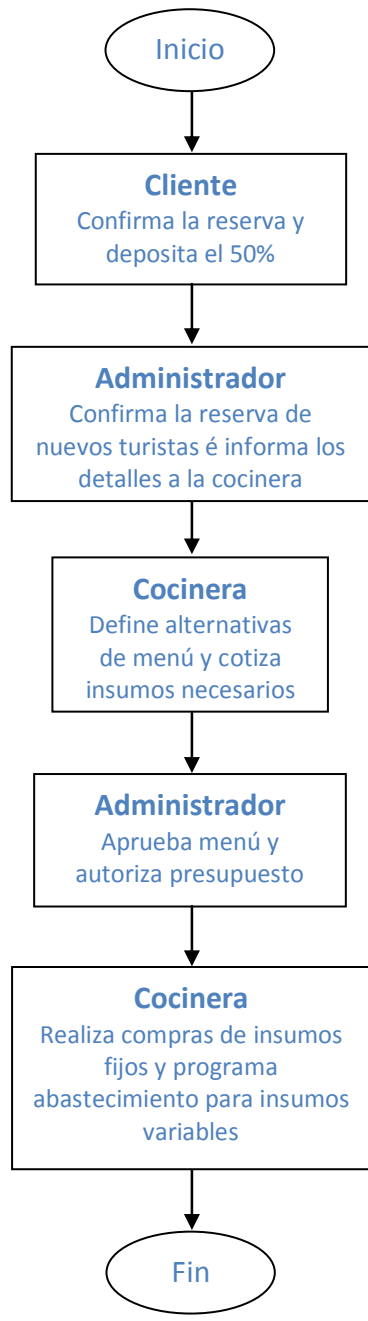 Inicio
Cliente
Confirma la reserva y
deposita el 50%
Administrador
Confirma la reserva de
nuevos turistas é informa los
detalles a la cocinera
Cocinera
Define alternativas
de menú y cotiza
insumos necesarios
Administrador
Aprueba menú y
autoriza presupuesto
Cocinera
Realiza compras de insumos
fijos y programa
abastecimiento para insumos
variables
Fin